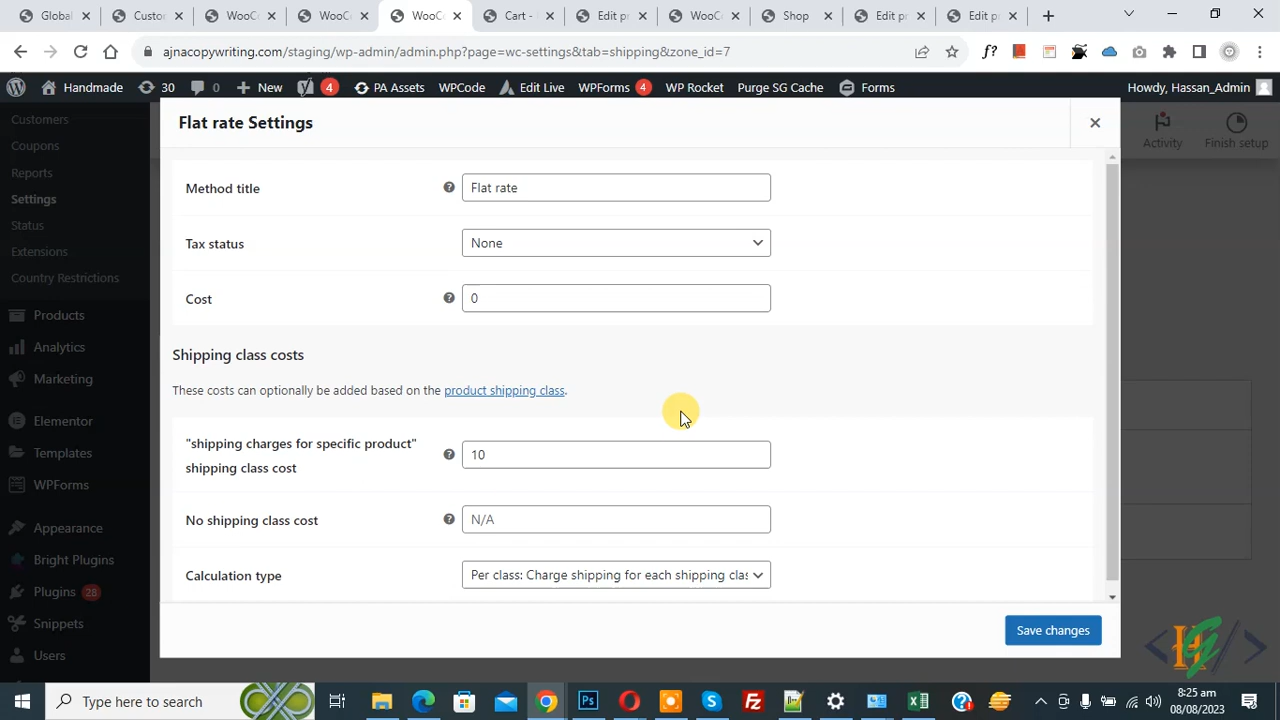 Global
Custor
WooCo
WooCo
WooCo
Cart -
Edit pr
WooCo
Shop
Edit pr
Edit pr
ajnacopywriting.com/staging/wp-admin/admin.php?page=wc-settings&tab=shipping&zone_id=7
f?
Handmade
30
0
New
4
PA Assets
WPCode
Edit Live
WPForms 4
WP Rocket
Purge SG Cache
Forms
Howdy, Hassan_Admin
Customers
Coupons
Reports
Settings
Status
Extensions
Country Restrictions
Products
Analytics
Marketing
Elementor
Templates
WPForms
Appearance
Bright Plugins
Plugins 28
Snippets
Users
Flat rate Settings
Activity
Finish setup
Method title
Flat rate
Tax status
None
Cost
0
Shipping class costs
These costs can optionally be added based on the product shipping class.
"shipping charges for specific product"
shipping class cost
10
No shipping class cost
N/A
Calculation type
Per class: Charge shipping for each shipping clas
Save changes
Type here to search
8:25 am
08/08/2023